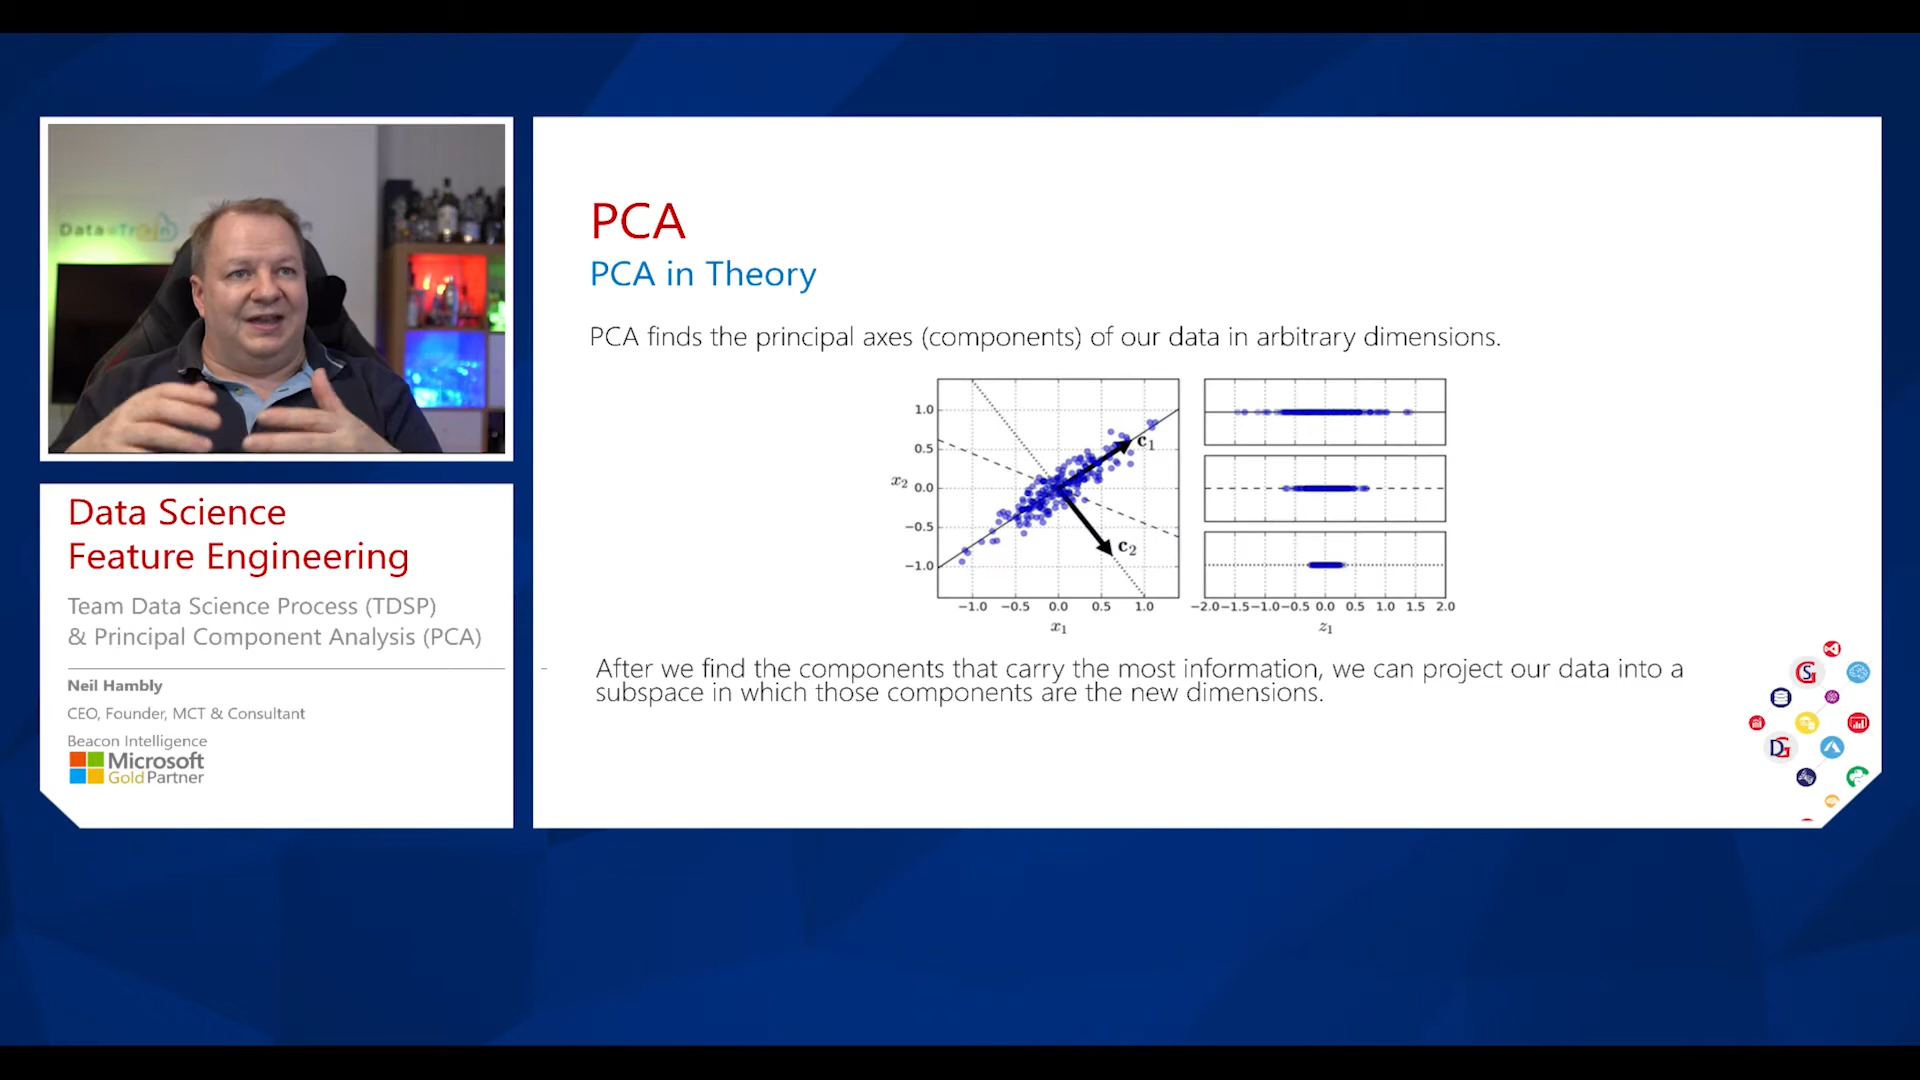 Data Science
Feature Engineering
Team Data Science Process (TDSP)
& Principal Component Analysis (PCA)
Neil Hambly
CEO, Founder, MCT & Consultant
Beacon Intelligence
Microsoft
Gold Partner
PCA
PCA in Theory
PCA finds the principal axes (components) of our data in arbitrary dimensions.
1.0
0.5
0.0
−0.5
−1.0
x₂
c₁
c₂
−1.0 −0.5 0.0 0.5 1.0
x₁
−2.0 −1.5 −1.0 −0.5 0.0 0.5 1.0 1.5 2.0
z₁
After we find the components that carry the most information, we can project our data into a
subspace in which those components are the new dimensions.
SG
DG